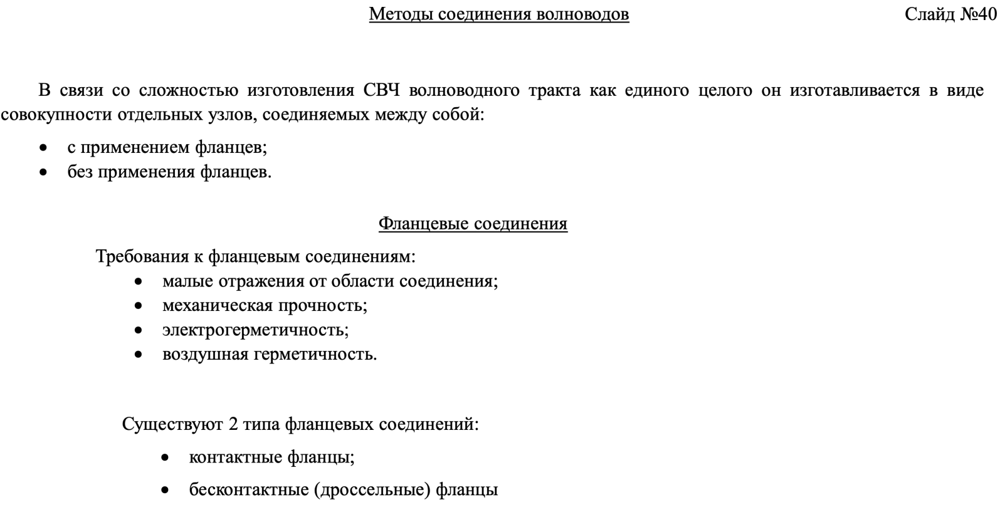 Методы соединения волноводов Слайд №40
В связи со сложностью изготовления СВЧ волноводного тракта как единого целого он изготавливается в виде
совокупности отдельных узлов, соединяемых между собой:
• с применением фланцев;
• без применения фланцев.
Фланцевые соединения
Требования к фланцевым соединениям:
• малые отражения от области соединения;
• механическая прочность;
• электрогерметичность;
• воздушная герметичность.
Существуют 2 типа фланцевых соединений:
• контактные фланцы;
• бесконтактные (дроссельные) фланцы